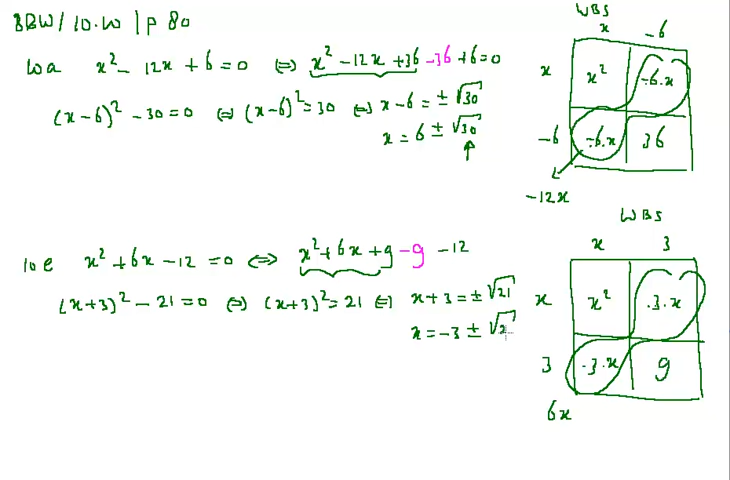 BBW/10.W | p 80
10a x² - 12x + 6 = 0 ⇔ x² - 12x + 36 - 36 + 6 = 0
(x-6)² - 30 = 0 ⇔ (x-6)² = 30 ⇔ x - 6 = ± √30
x = 6 ± √30
WBS
x -6
x x² -6.x
-6 -6.x 36
-12x
10e x² + 6x - 12 = 0 ⇔ x² + 6x + 9 - 9 - 12
(x+3)² - 21 = 0 ⇔ (x+3)² = 21 ⇔ x + 3 = ± √21
x = -3 ± √2
WBS
x 3
x x² .3.x
3 .3.x 9
6x